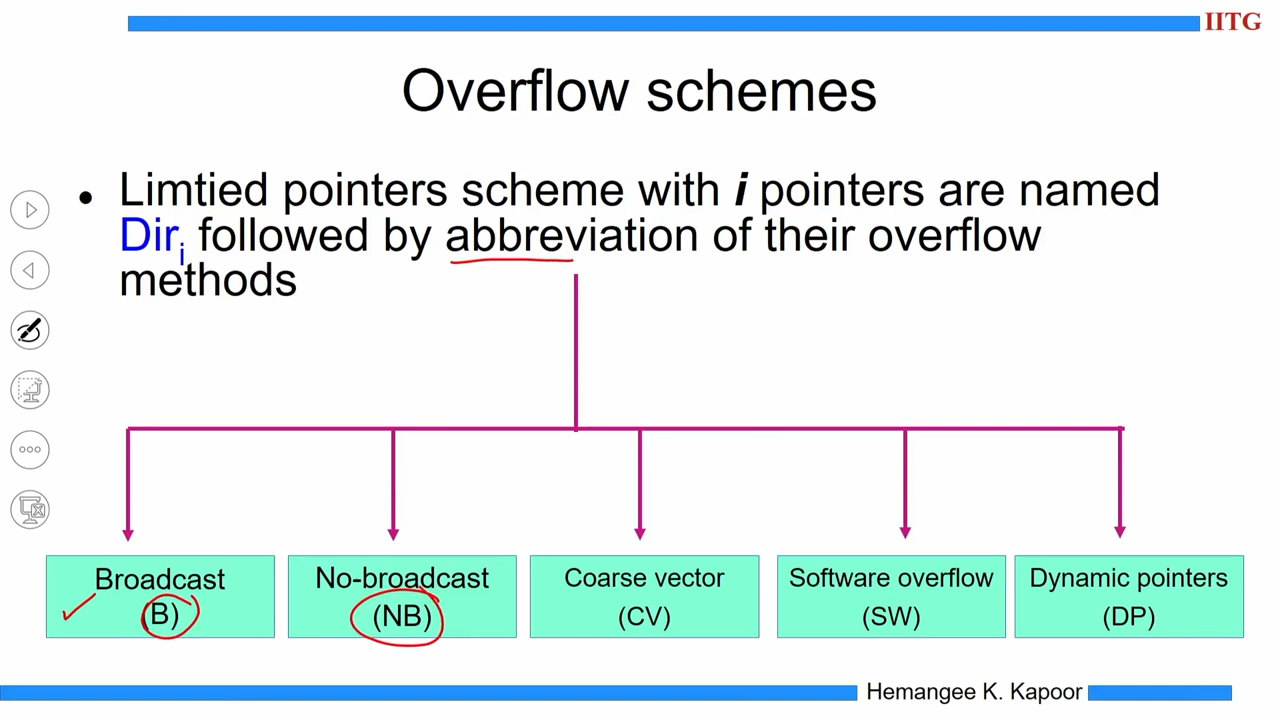 IITG
Overflow schemes
• Limtied pointers scheme with i pointers are named
Dirᵢ followed by abbreviation of their overflow
methods
Broadcast
(B)
No-broadcast
(NB)
Coarse vector
(CV)
Software overflow
(SW)
Dynamic pointers
(DP)
Hemangee K. Kapoor